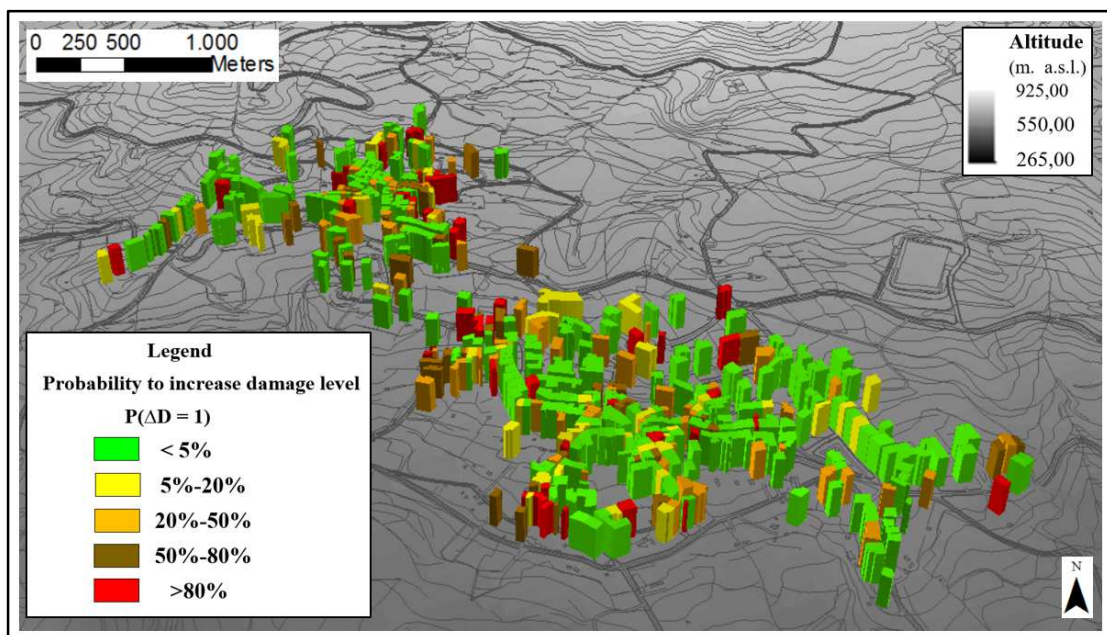 0 250 500 1.000
Meters
Altitude
(m. a.s.l.)
925,00
550,00
265,00
Legend
Probability to increase damage level
P(ΔD = 1)
< 5%
5%-20%
20%-50%
50%-80%
>80%
N